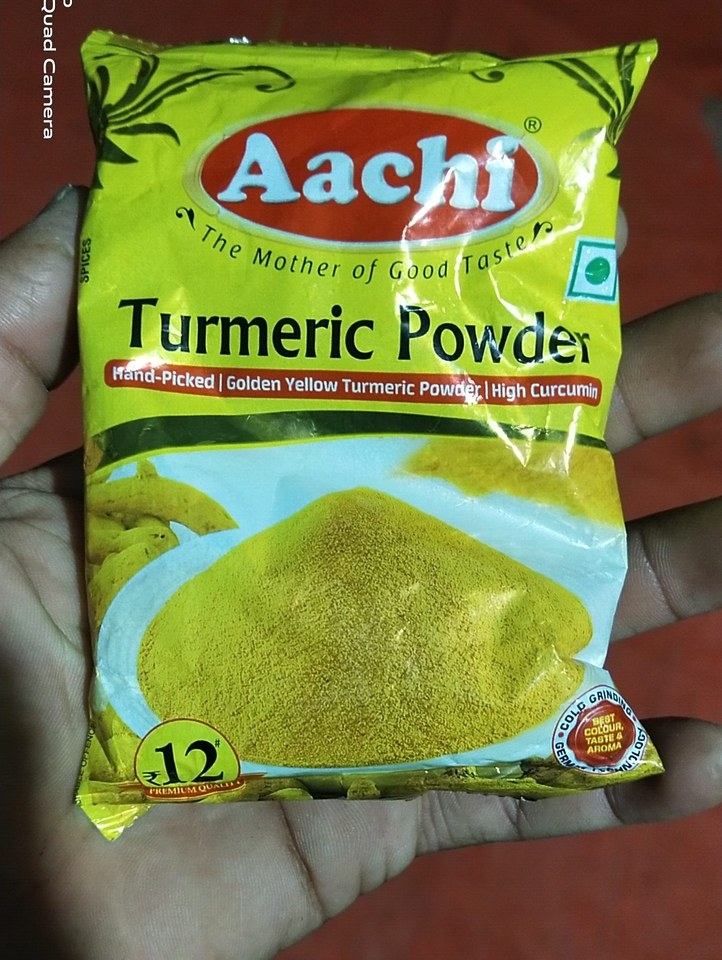 Quad Camera
Aachi®
The Mother of Good Taste
SPICES
Turmeric Powder
Hand-Picked | Golden Yellow Turmeric Powder | High Curcumin
₹12#
PREMIUM QUALITY
COLD GRINDING
BEST
COLOUR,
TASTE &
AROMA